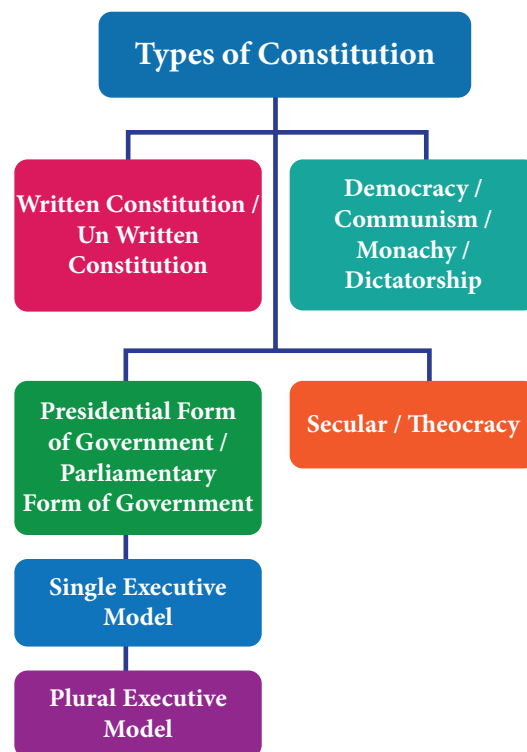 Types of Constitution
Written Constitution /
Un Written
Constitution
Democracy /
Communism /
Monachy /
Dictatorship
Presidential Form
of Government /
Parliamentary
Form of Government
Secular / Theocracy
Single Executive
Model
Plural Executive
Model